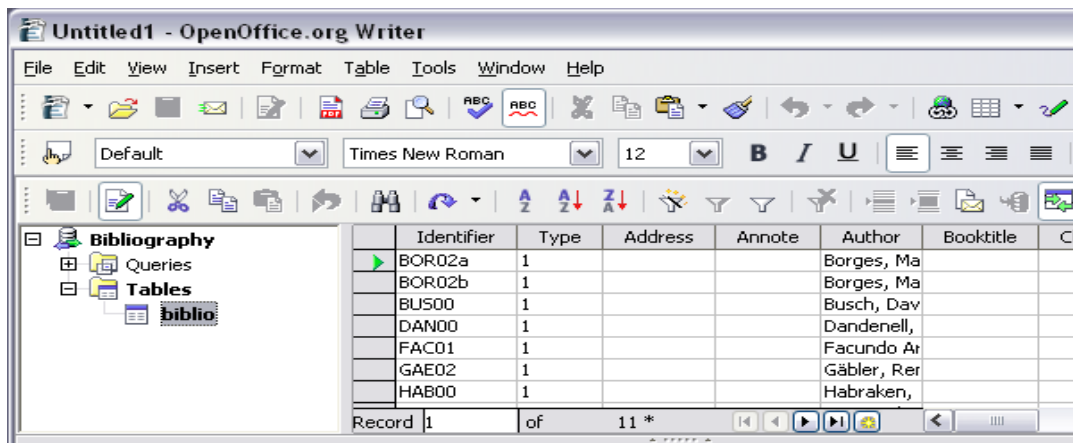 Untitled1 - OpenOffice.org Writer
File Edit View Insert Format Table Tools Window Help
ABC ABC
Default Times New Roman 12 B I U
A Z A Z Z A
Bibliography
Queries
Tables
biblio
Identifier Type Address Annote Author Booktitle C
BOR02a 1 Borges, Ma
BOR02b 1 Borges, Ma
BUS00 1 Busch, Dav
DAN00 1 Dandenell,
FAC01 1 Facundo Ar
GAE02 1 Gäbler, Rer
HAB00 1 Habraken,
Record 1 of 11 *